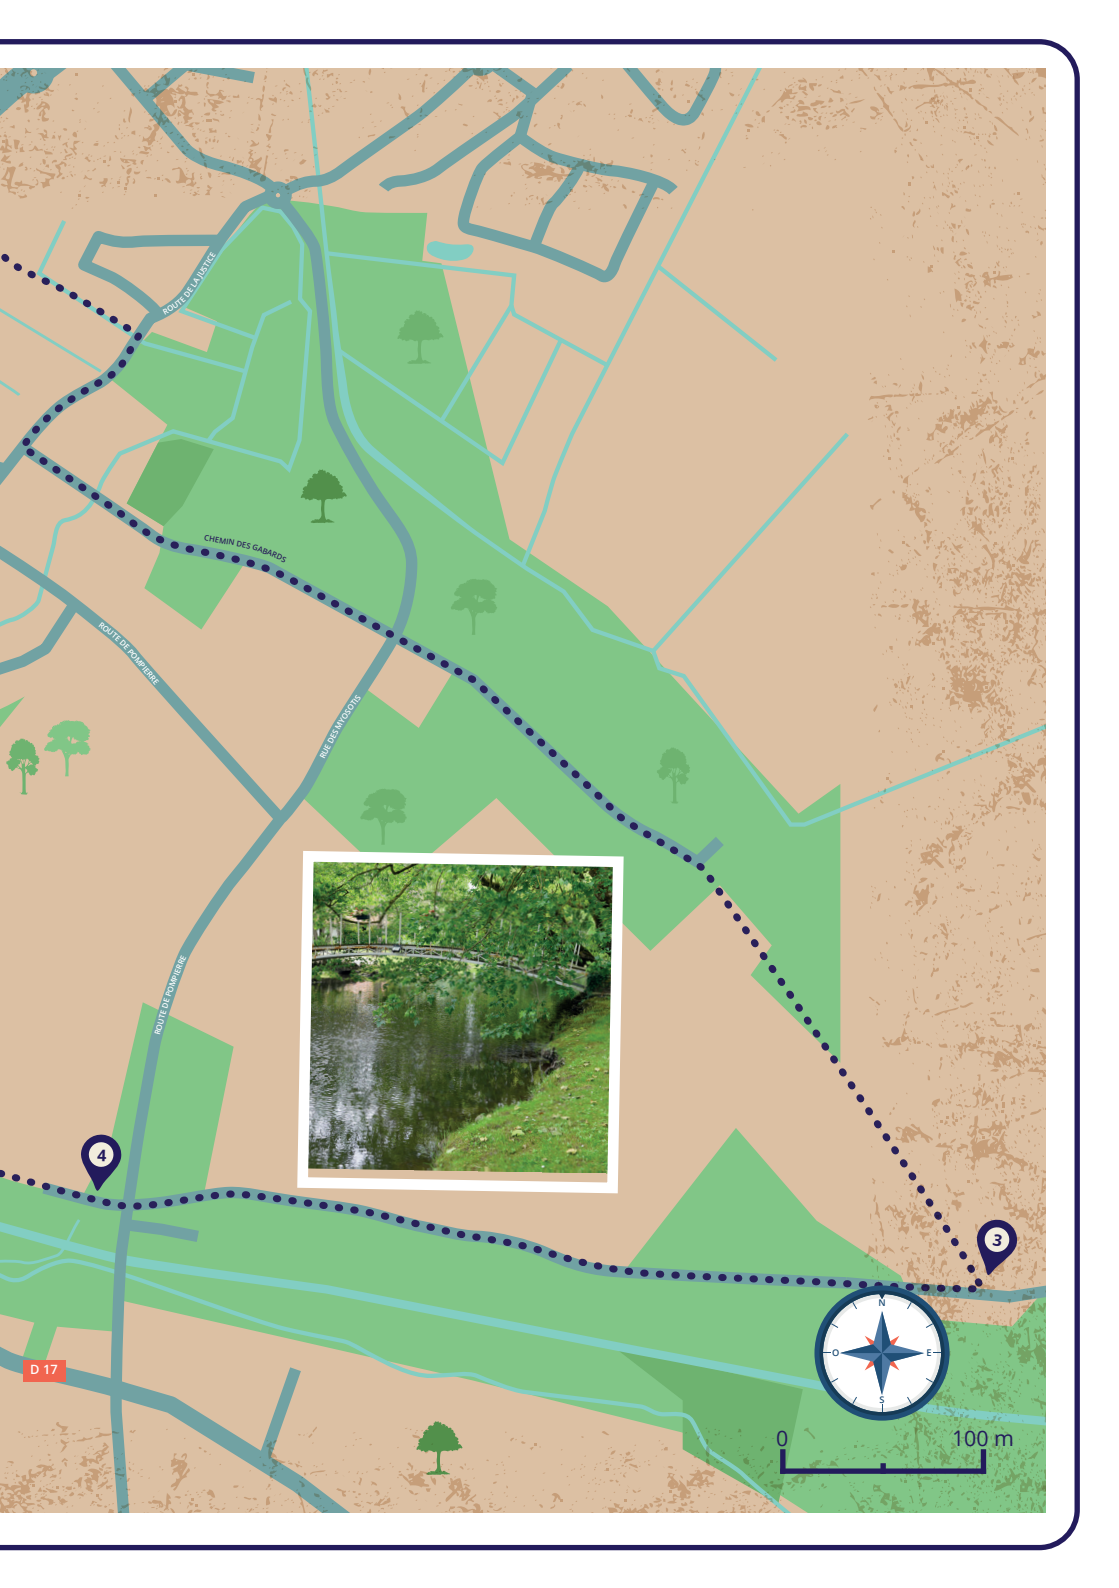 ROUTE DE LA JUSTICE
CHEMIN DES GABARDS
ROUTE DE POMPIERRE
RUE DES MYOSOTIS
ROUTE DE POMPIERRE
4
3
N
O
E
S
D 17
0
100 m